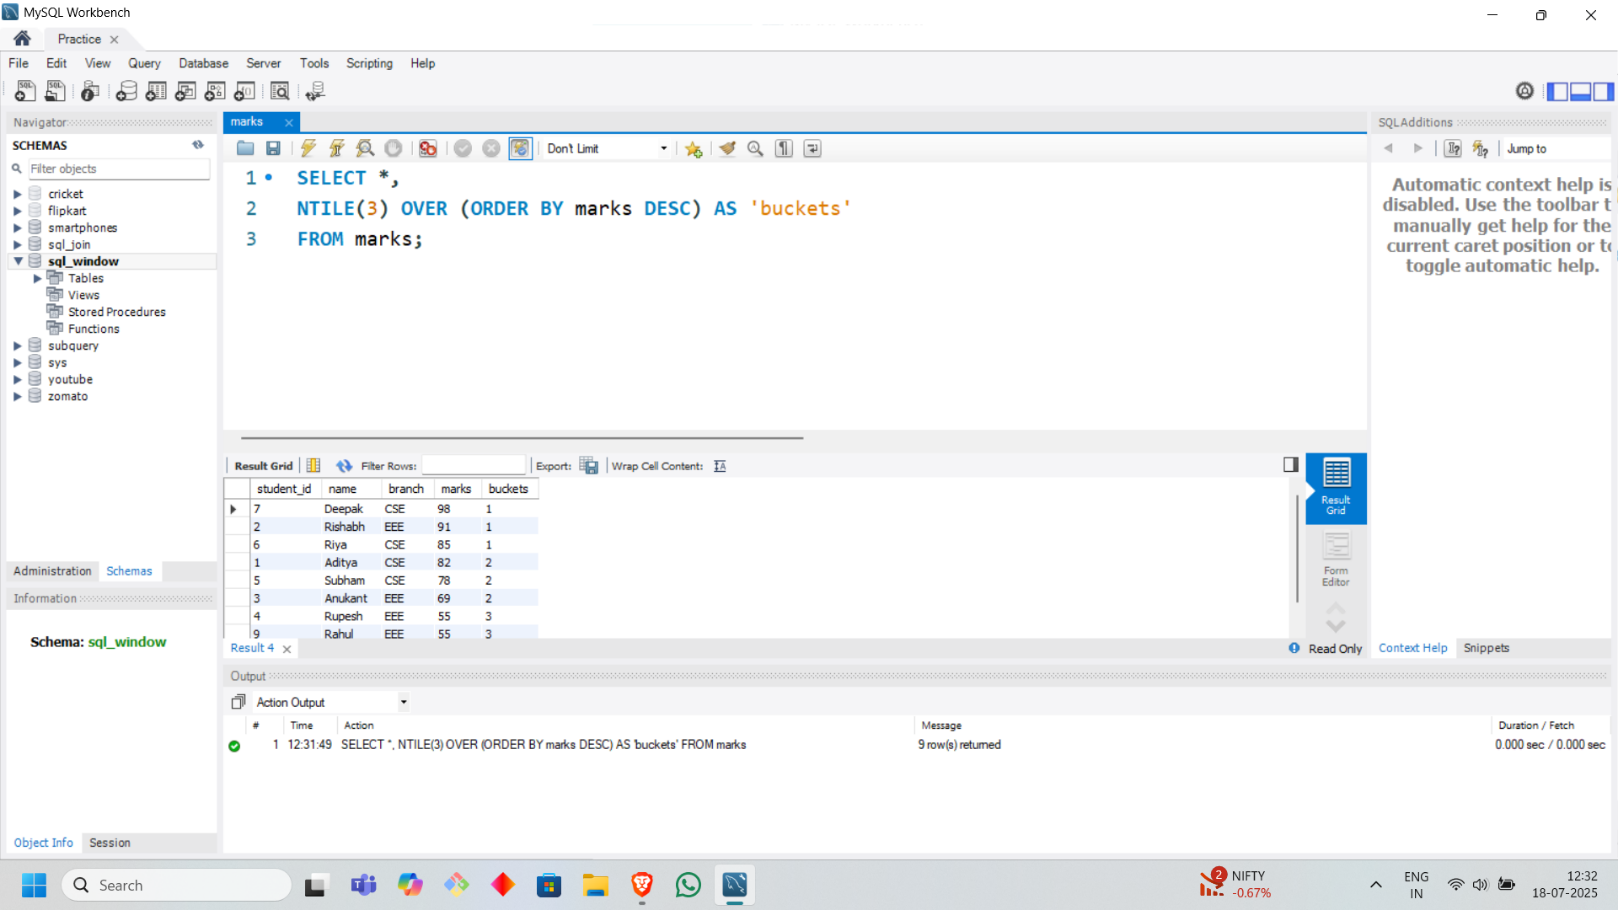 MySQL Workbench
Practice
File Edit View Query Database Server Tools Scripting Help
Navigator
SCHEMAS
Filter objects
cricket
flipkart
smartphones
sql_join
sql_window
Tables
Views
Stored Procedures
Functions
subquery
sys
youtube
zomato
Administration Schemas
Information
Schema: sql_window
Object Info Session
marks
Don't Limit
1 SELECT *,
2 NTILE(3) OVER (ORDER BY marks DESC) AS 'buckets'
3 FROM marks;
Result Grid Filter Rows: Export: Wrap Cell Content:
student_id name branch marks buckets
7 Deepak CSE 98 1
2 Rishabh EEE 91 1
6 Riya CSE 85 1
1 Aditya CSE 82 2
5 Subham CSE 78 2
3 Anukant EEE 69 2
4 Rupesh EEE 55 3
9 Rahul EEE 55 3
Result Grid
Form Editor
Result 4
Read Only
SQLAdditions
Jump to
Automatic context help is
disabled. Use the toolbar t
manually get help for the
current caret position or to
toggle automatic help.
Context Help Snippets
Output
Action Output
# Time Action Message Duration / Fetch
1 12:31:49 SELECT *, NTILE(3) OVER (ORDER BY marks DESC) AS 'buckets' FROM marks 9 row(s) returned 0.000 sec / 0.000 sec
Search
2
NIFTY
-0.67%
ENG
IN
12:32
18-07-2025